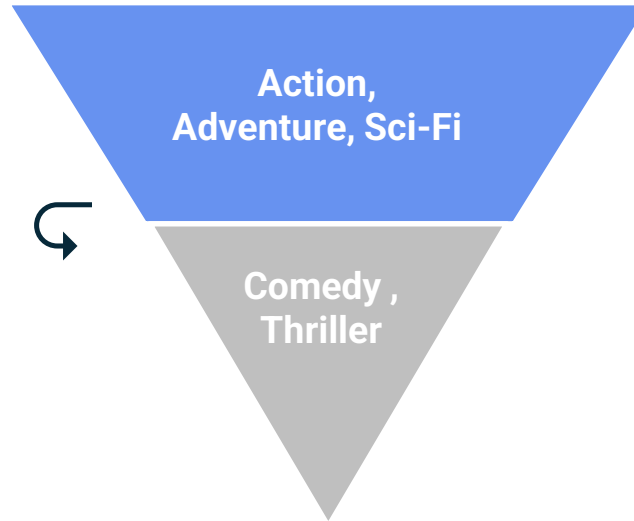 Action,
Adventure, Sci-Fi
Comedy ,
Thriller